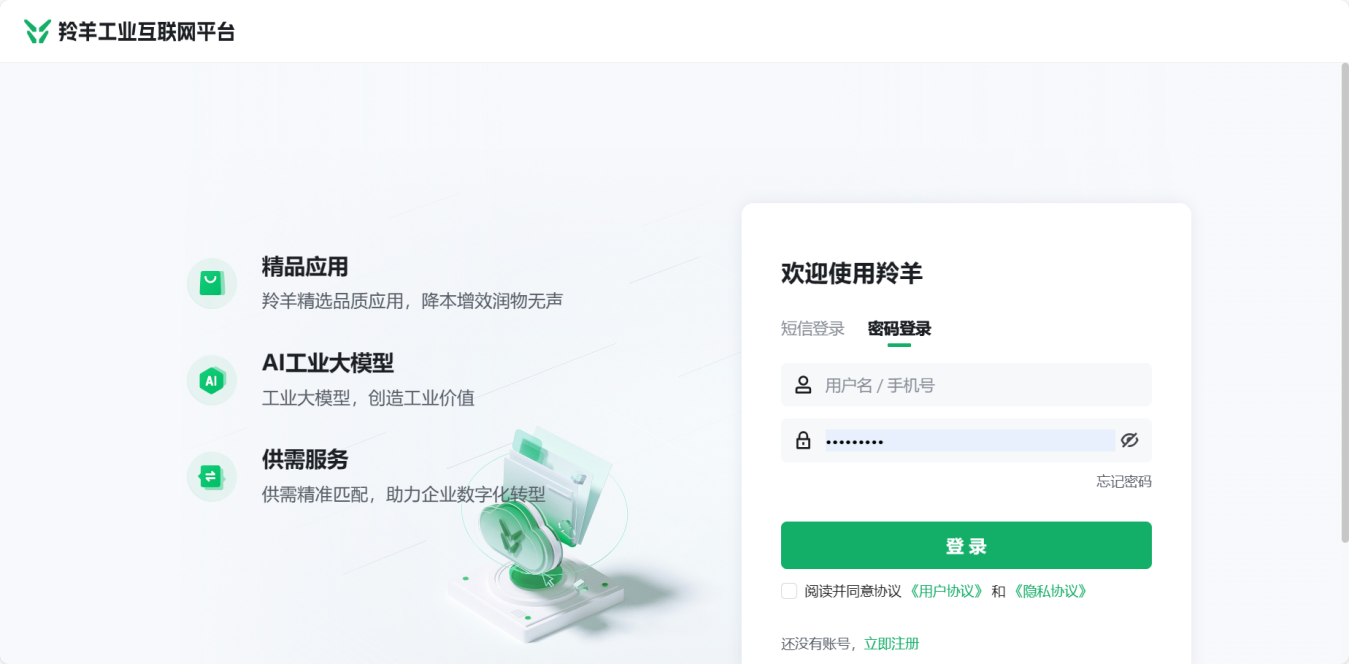 羚羊工业互联网平台
精品应用
羚羊精选品质应用，降本增效润物无声
AI
AI工业大模型
工业大模型，创造工业价值
供需服务
供需精准匹配，助力企业数字化转型
欢迎使用羚羊
短信登录 密码登录
用户名 / 手机号
•••••••••
忘记密码
登 录
阅读并同意协议 《用户协议》 和 《隐私协议》
还没有账号，立即注册